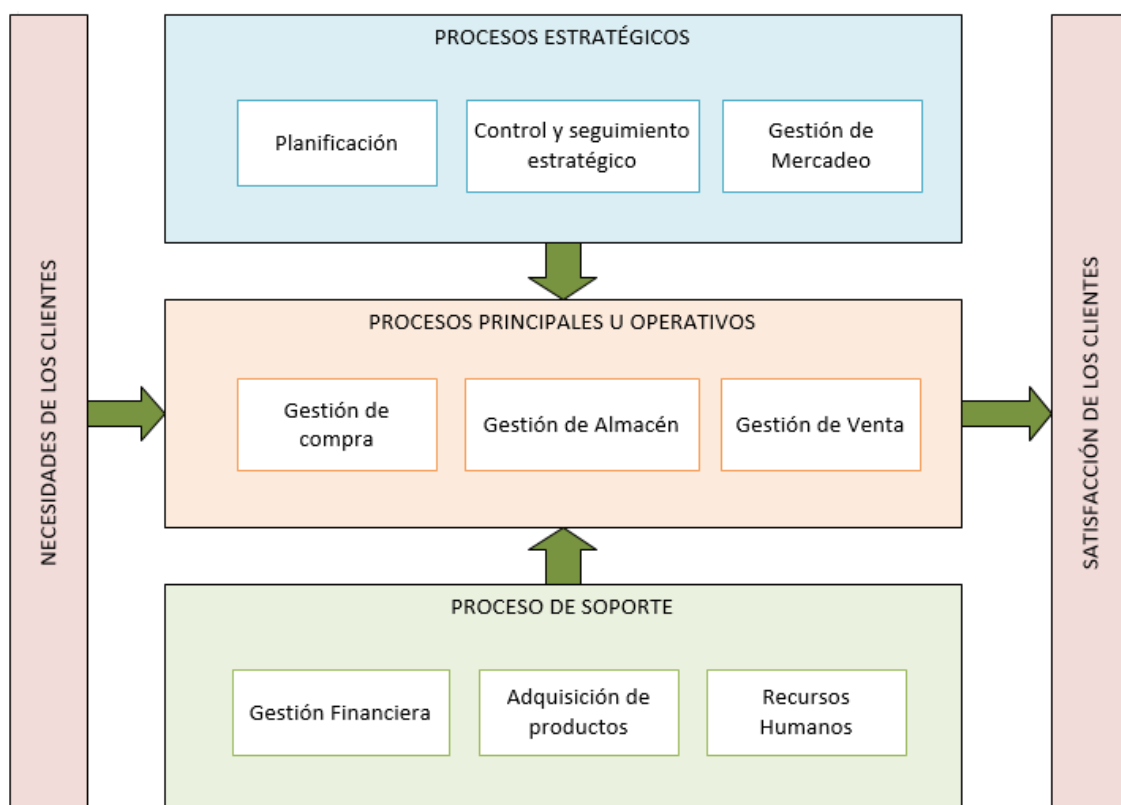 NECESIDADES DE LOS CLIENTES
PROCESOS ESTRATÉGICOS
Planificación
Control y seguimiento
estratégico
Gestión de
Mercadeo
PROCESOS PRINCIPALES U OPERATIVOS
Gestión de
compra
Gestión de Almacén
Gestión de Venta
PROCESO DE SOPORTE
Gestión Financiera
Adquisición de
productos
Recursos
Humanos
SATISFACCIÓN DE LOS CLIENTES